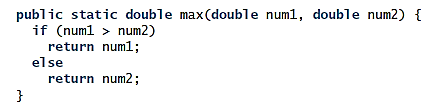 public static double max(double num1, double num2) {
  if (num1 > num2)
    return num1;
  else
    return num2;
}